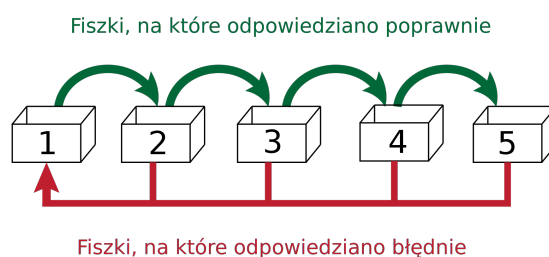 Fiszki, na które odpowiedziano poprawnie
1 2 3 4 5
Fiszki, na które odpowiedziano błędnie